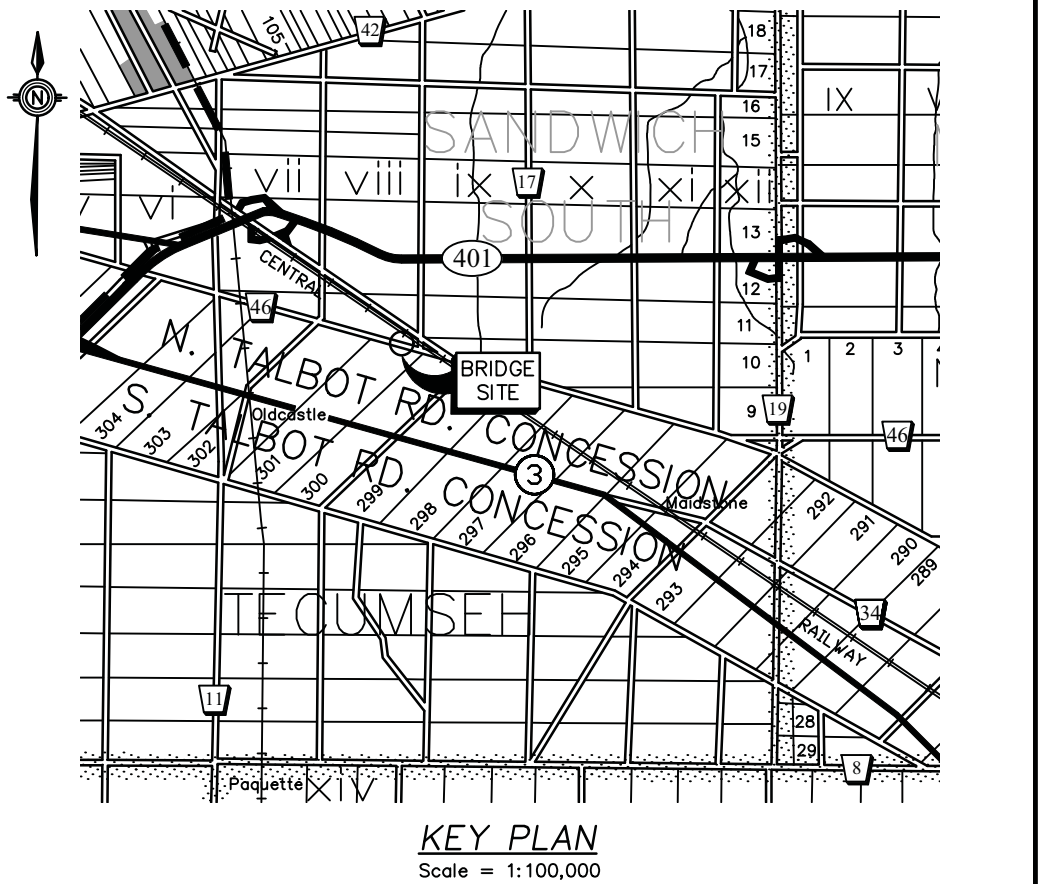 42
105
18
17
16
IX
SANDWICH
15
vi
vii
viii
ix
17
x
xi
xii
N
SOUTH
13
401
CENTRAL
12
46
11
BRIDGE
SITE
10
1
2
3
N. TALBOT RD. CONCESSION
S. TALBOT RD. CONCESSION
Oldcastle
9
19
46
304
303
302
301
300
299
298
297
296
295
294
293
3
Maidstone
292
291
290
289
34
RAILWAY
TECUMSEH
11
28
29
8
Paquette
XIV
KEY PLAN
Scale = 1:100,000